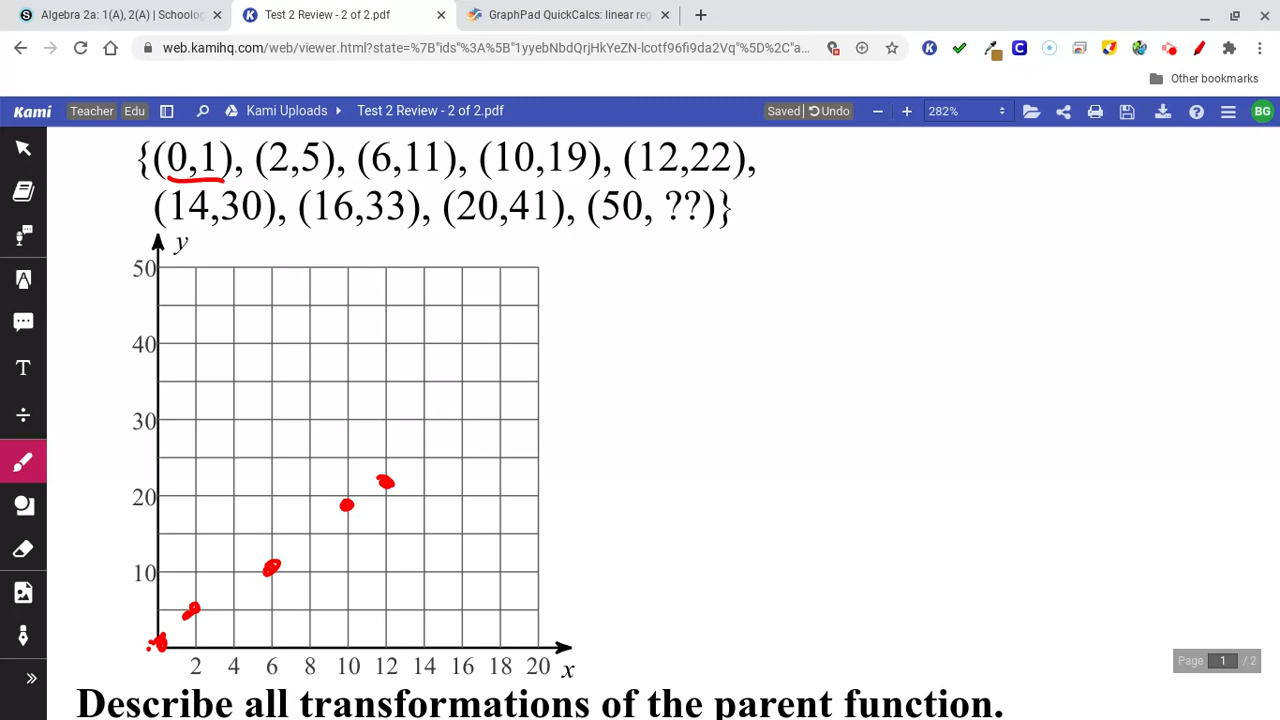 Algebra 2a: 1(A), 2(A) | Schoolog
Test 2 Review - 2 of 2.pdf
GraphPad QuickCalcs: linear reg
web.kamihq.com/web/viewer.html?state=%7B"ids"%3A%5B"1yyebNbdQrjHkYeZN-lcotf96fi9da2Vq"%5D%2C"a...
Other bookmarks
Kami Teacher Edu Kami Uploads Test 2 Review - 2 of 2.pdf Saved Undo 282% BG
{(0,1), (2,5), (6,11), (10,19), (12,22),
(14,30), (16,33), (20,41), (50, ??)}
y
50
40
30
20
10
2 4 6 8 10 12 14 16 18 20 x
Page 1 / 2
Describe all transformations of the parent function.